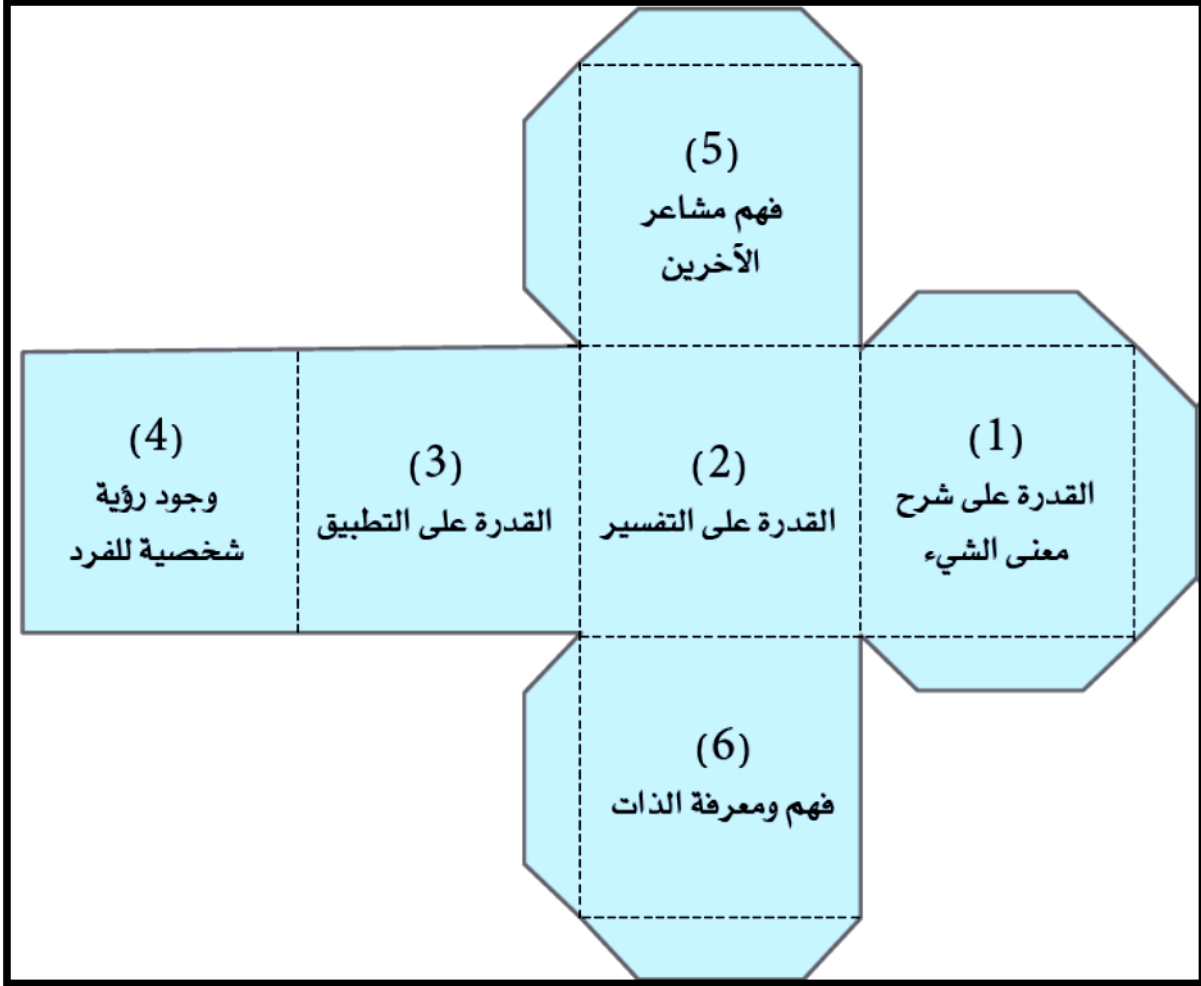 (1)
القدرة على شرح
معنى الشيء
(2)
القدرة على التفسير
(3)
القدرة على التطبيق
(4)
وجود رؤية
شخصية للفرد
(5)
فهم مشاعر
الآخرين
(6)
فهم ومعرفة الذات